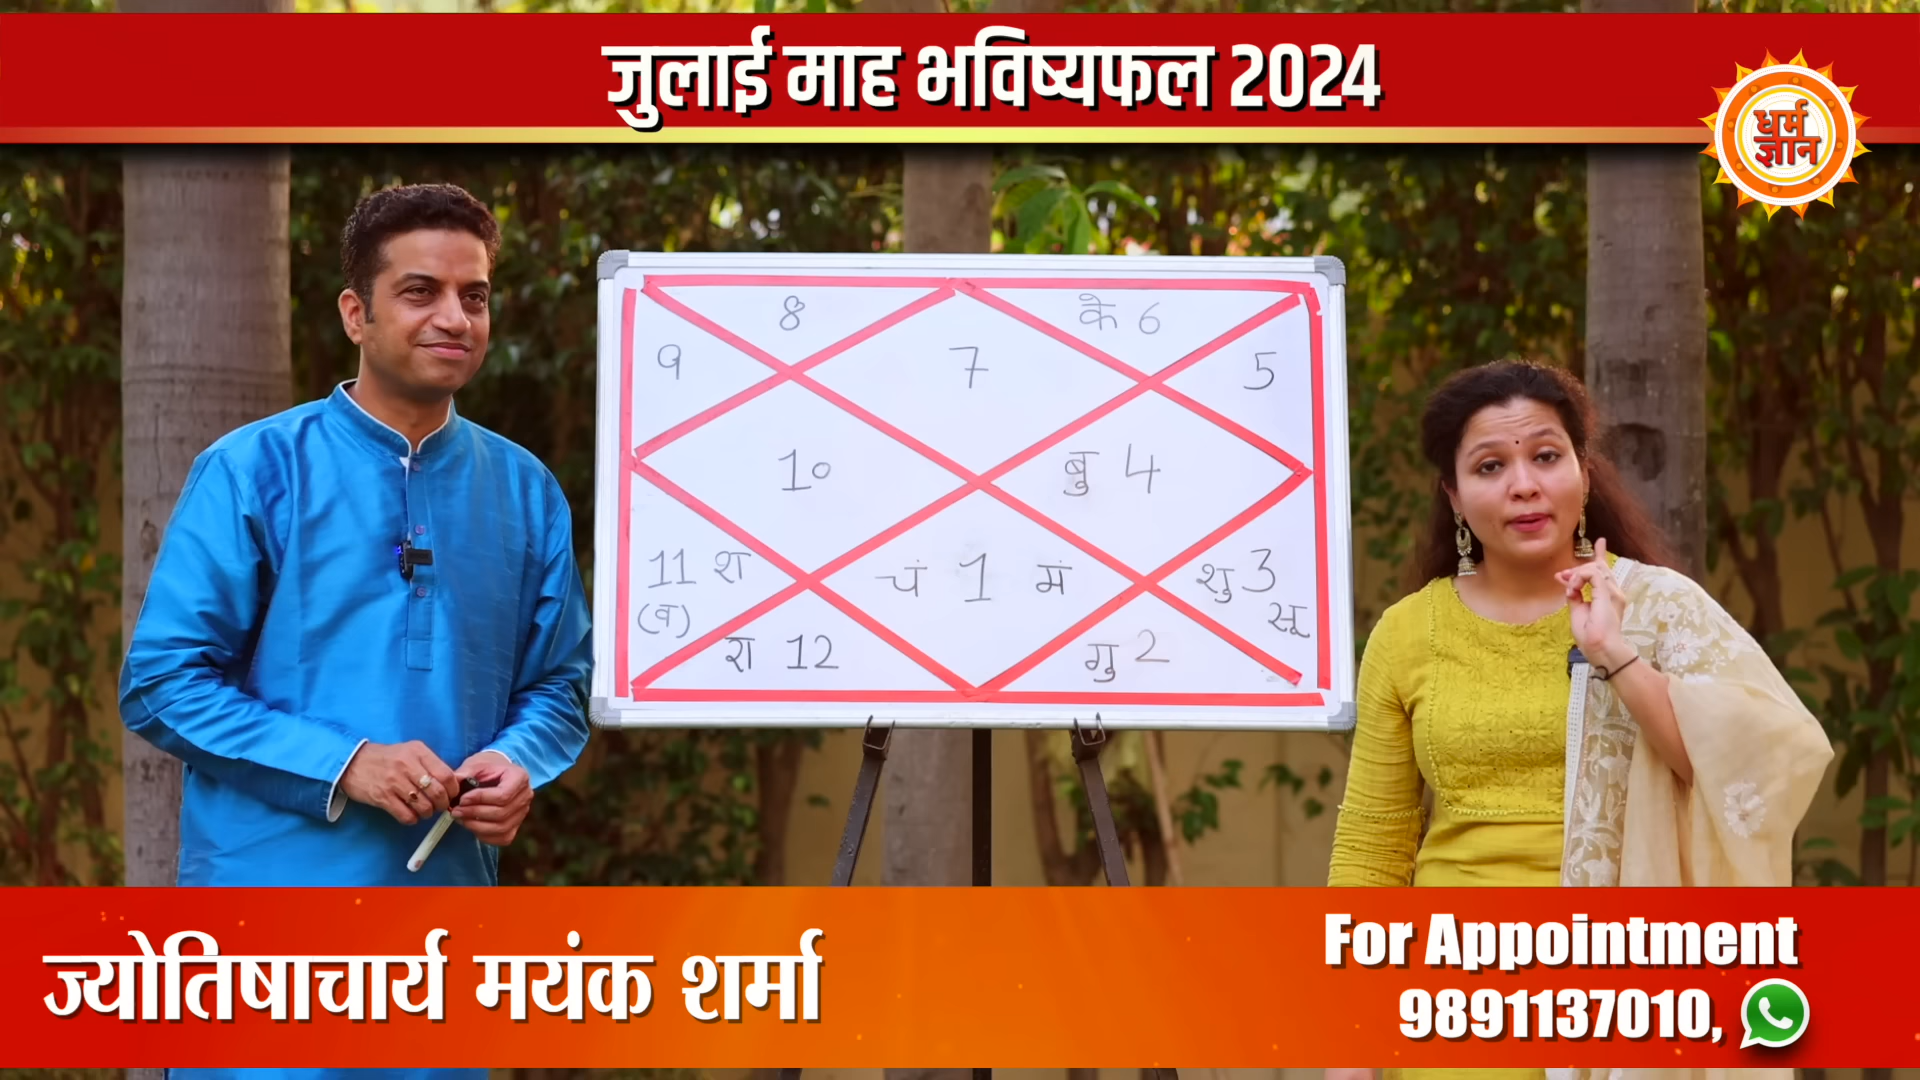 जुलाई माह भविष्यफल 2024
धर्म
ज्ञान
8
के 6
9
7
5
10
बु 4
11 श
(व)
चं 1 मं
शु 3
सू
रा 12
गु 2
ज्योतिषाचार्य मयंक शर्मा
For Appointment
9891137010,